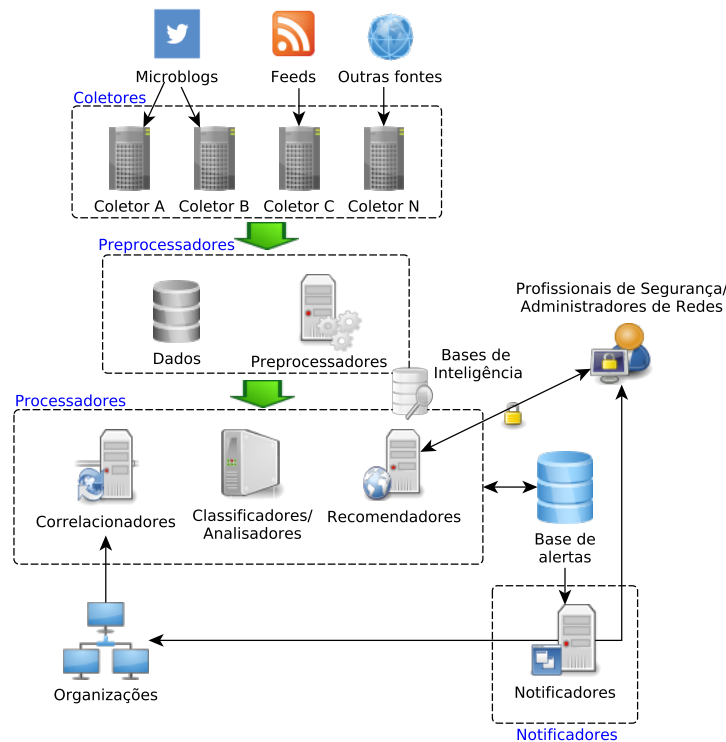 Microblogs
Feeds
Outras fontes
Coletores
Coletor A
Coletor B
Coletor C
Coletor N
Preprocessadores
Dados
Preprocessadores
Profissionais de Segurança/
Administradores de Redes
Bases de
Inteligência
Processadores
Correlacionadores
Classificadores/
Analisadores
Recomendadores
Base de
alertas
Organizações
Notificadores
Notificadores